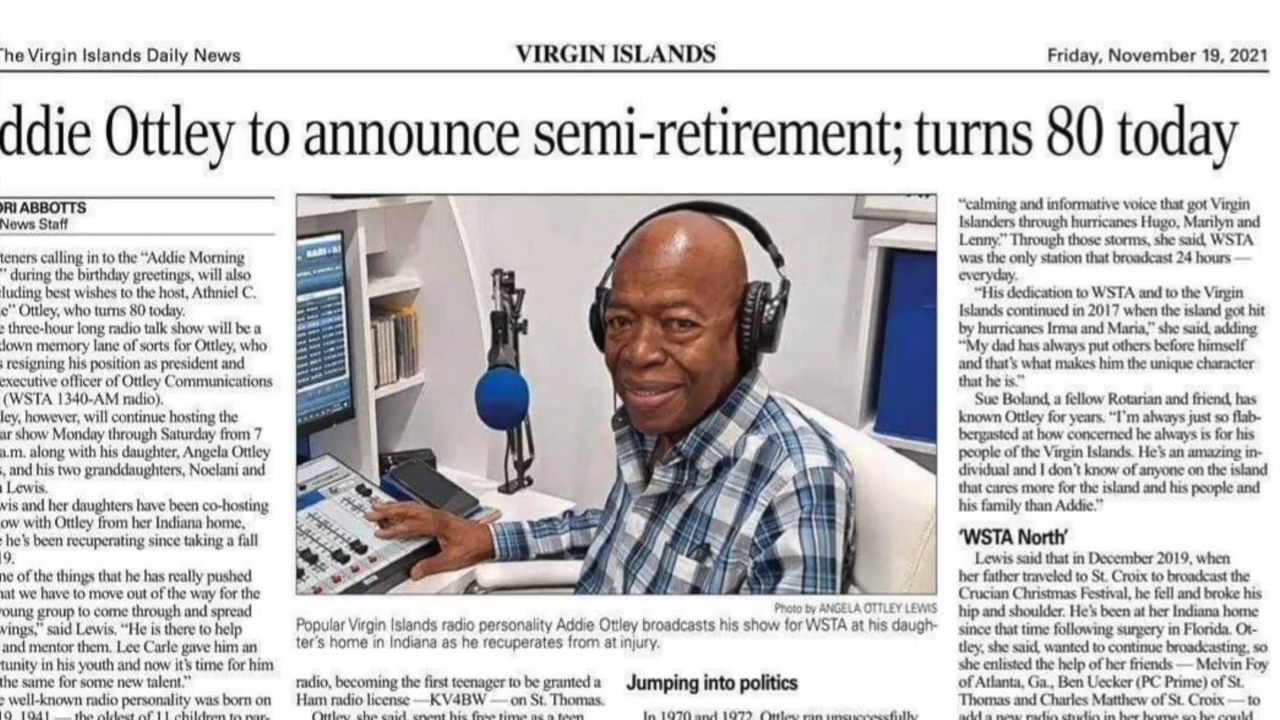 The Virgin Islands Daily News
VIRGIN ISLANDS
Friday, November 19, 2021
ddie Ottley to announce semi-retirement; turns 80 today
ORI ABBOTTS
News Staff
teners calling in to the “Addie Morning
” during the birthday greetings, will also
luding best wishes to the host, Athniel C.
e” Ottley, who turns 80 today.
e three-hour long radio talk show will be a
down memory lane of sorts for Ottley, who
s resigning his position as president and
executive officer of Ottley Communications
(WSTA 1340-AM radio).
ley, however, will continue hosting the
ar show Monday through Saturday from 7
a.m. along with his daughter, Angela Ottley
s, and his two granddaughters, Noelani and
Lewis.
wis and her daughters have been co-hosting
ow with Ottley from her Indiana home,
e he’s been recuperating since taking a fall
19.
ne of the things that he has really pushed
hat we have to move out of the way for the
young group to come through and spread
wings,” said Lewis. “He is there to help
and mentor them. Lee Carle gave him an
tunity in his youth and now it’s time for him
the same for some new talent.”
e well-known radio personality was born on
19, 1941 — the oldest of 11 children to par-
Photo by ANGELA OTTLEY LEWIS
Popular Virgin Islands radio personality Addie Ottley broadcasts his show for WSTA at his daugh-
ter’s home in Indiana as he recuperates from at injury.
radio, becoming the first teenager to be granted a
Ham radio license —KV4BW — on St. Thomas.
Ottley, she said, spent his free time as a teen
Jumping into politics
In 1970 and 1972, Ottley ran unsuccessfully
“calming and informative voice that got Virgin
Islanders through hurricanes Hugo, Marilyn and
Lenny.” Through those storms, she said, WSTA
was the only station that broadcast 24 hours —
everyday.
“His dedication to WSTA and to the Virgin
Islands continued in 2017 when the island got hit
by hurricanes Irma and Maria,” she said, adding
“My dad has always put others before himself
and that’s what makes him the unique character
that he is.”
Sue Boland, a fellow Rotarian and friend, has
known Ottley for years. “I’m always just so flab-
bergasted at how concerned he always is for his
people of the Virgin Islands. He’s an amazing in-
dividual and I don’t know of anyone on the island
that cares more for the island and his people and
his family than Addie.”
‘WSTA North’
Lewis said that in December 2019, when
her father traveled to St. Croix to broadcast the
Crucian Christmas Festival, he fell and broke his
hip and shoulder. He’s been at her Indiana home
since that time following surgery in Florida. Ot-
tley, she said, wanted to continue broadcasting, so
she enlisted the help of her friends — Melvin Foy
of Atlanta, Ga., Ben Uecker (PC Prime) of St.
Thomas and Charles Matthew of St. Croix — to
add a new radio studio in her home so he could